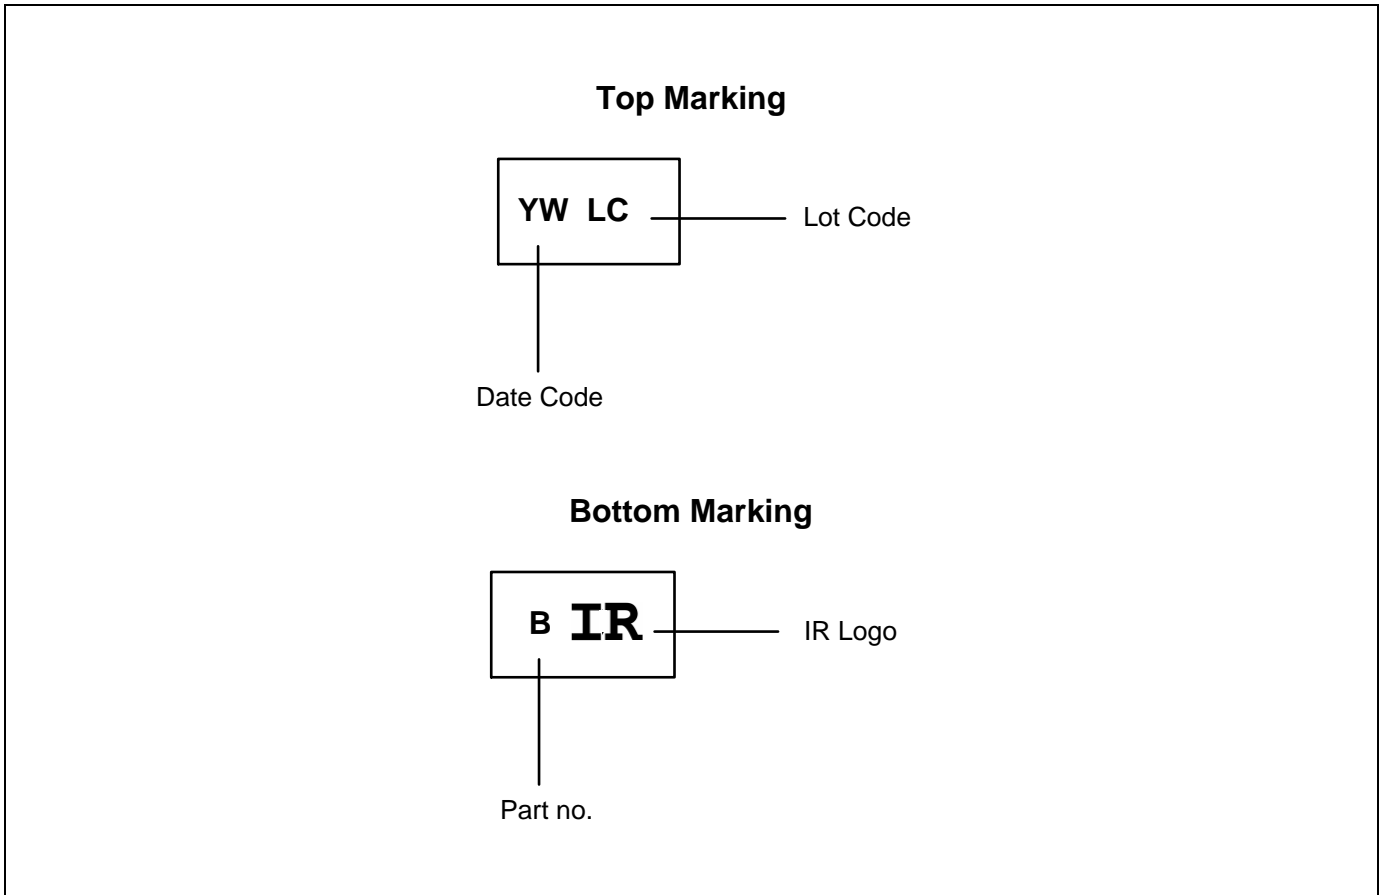 Top Marking
YW LC
Lot Code
Date Code
Bottom Marking
B IR
IR Logo
Part no.